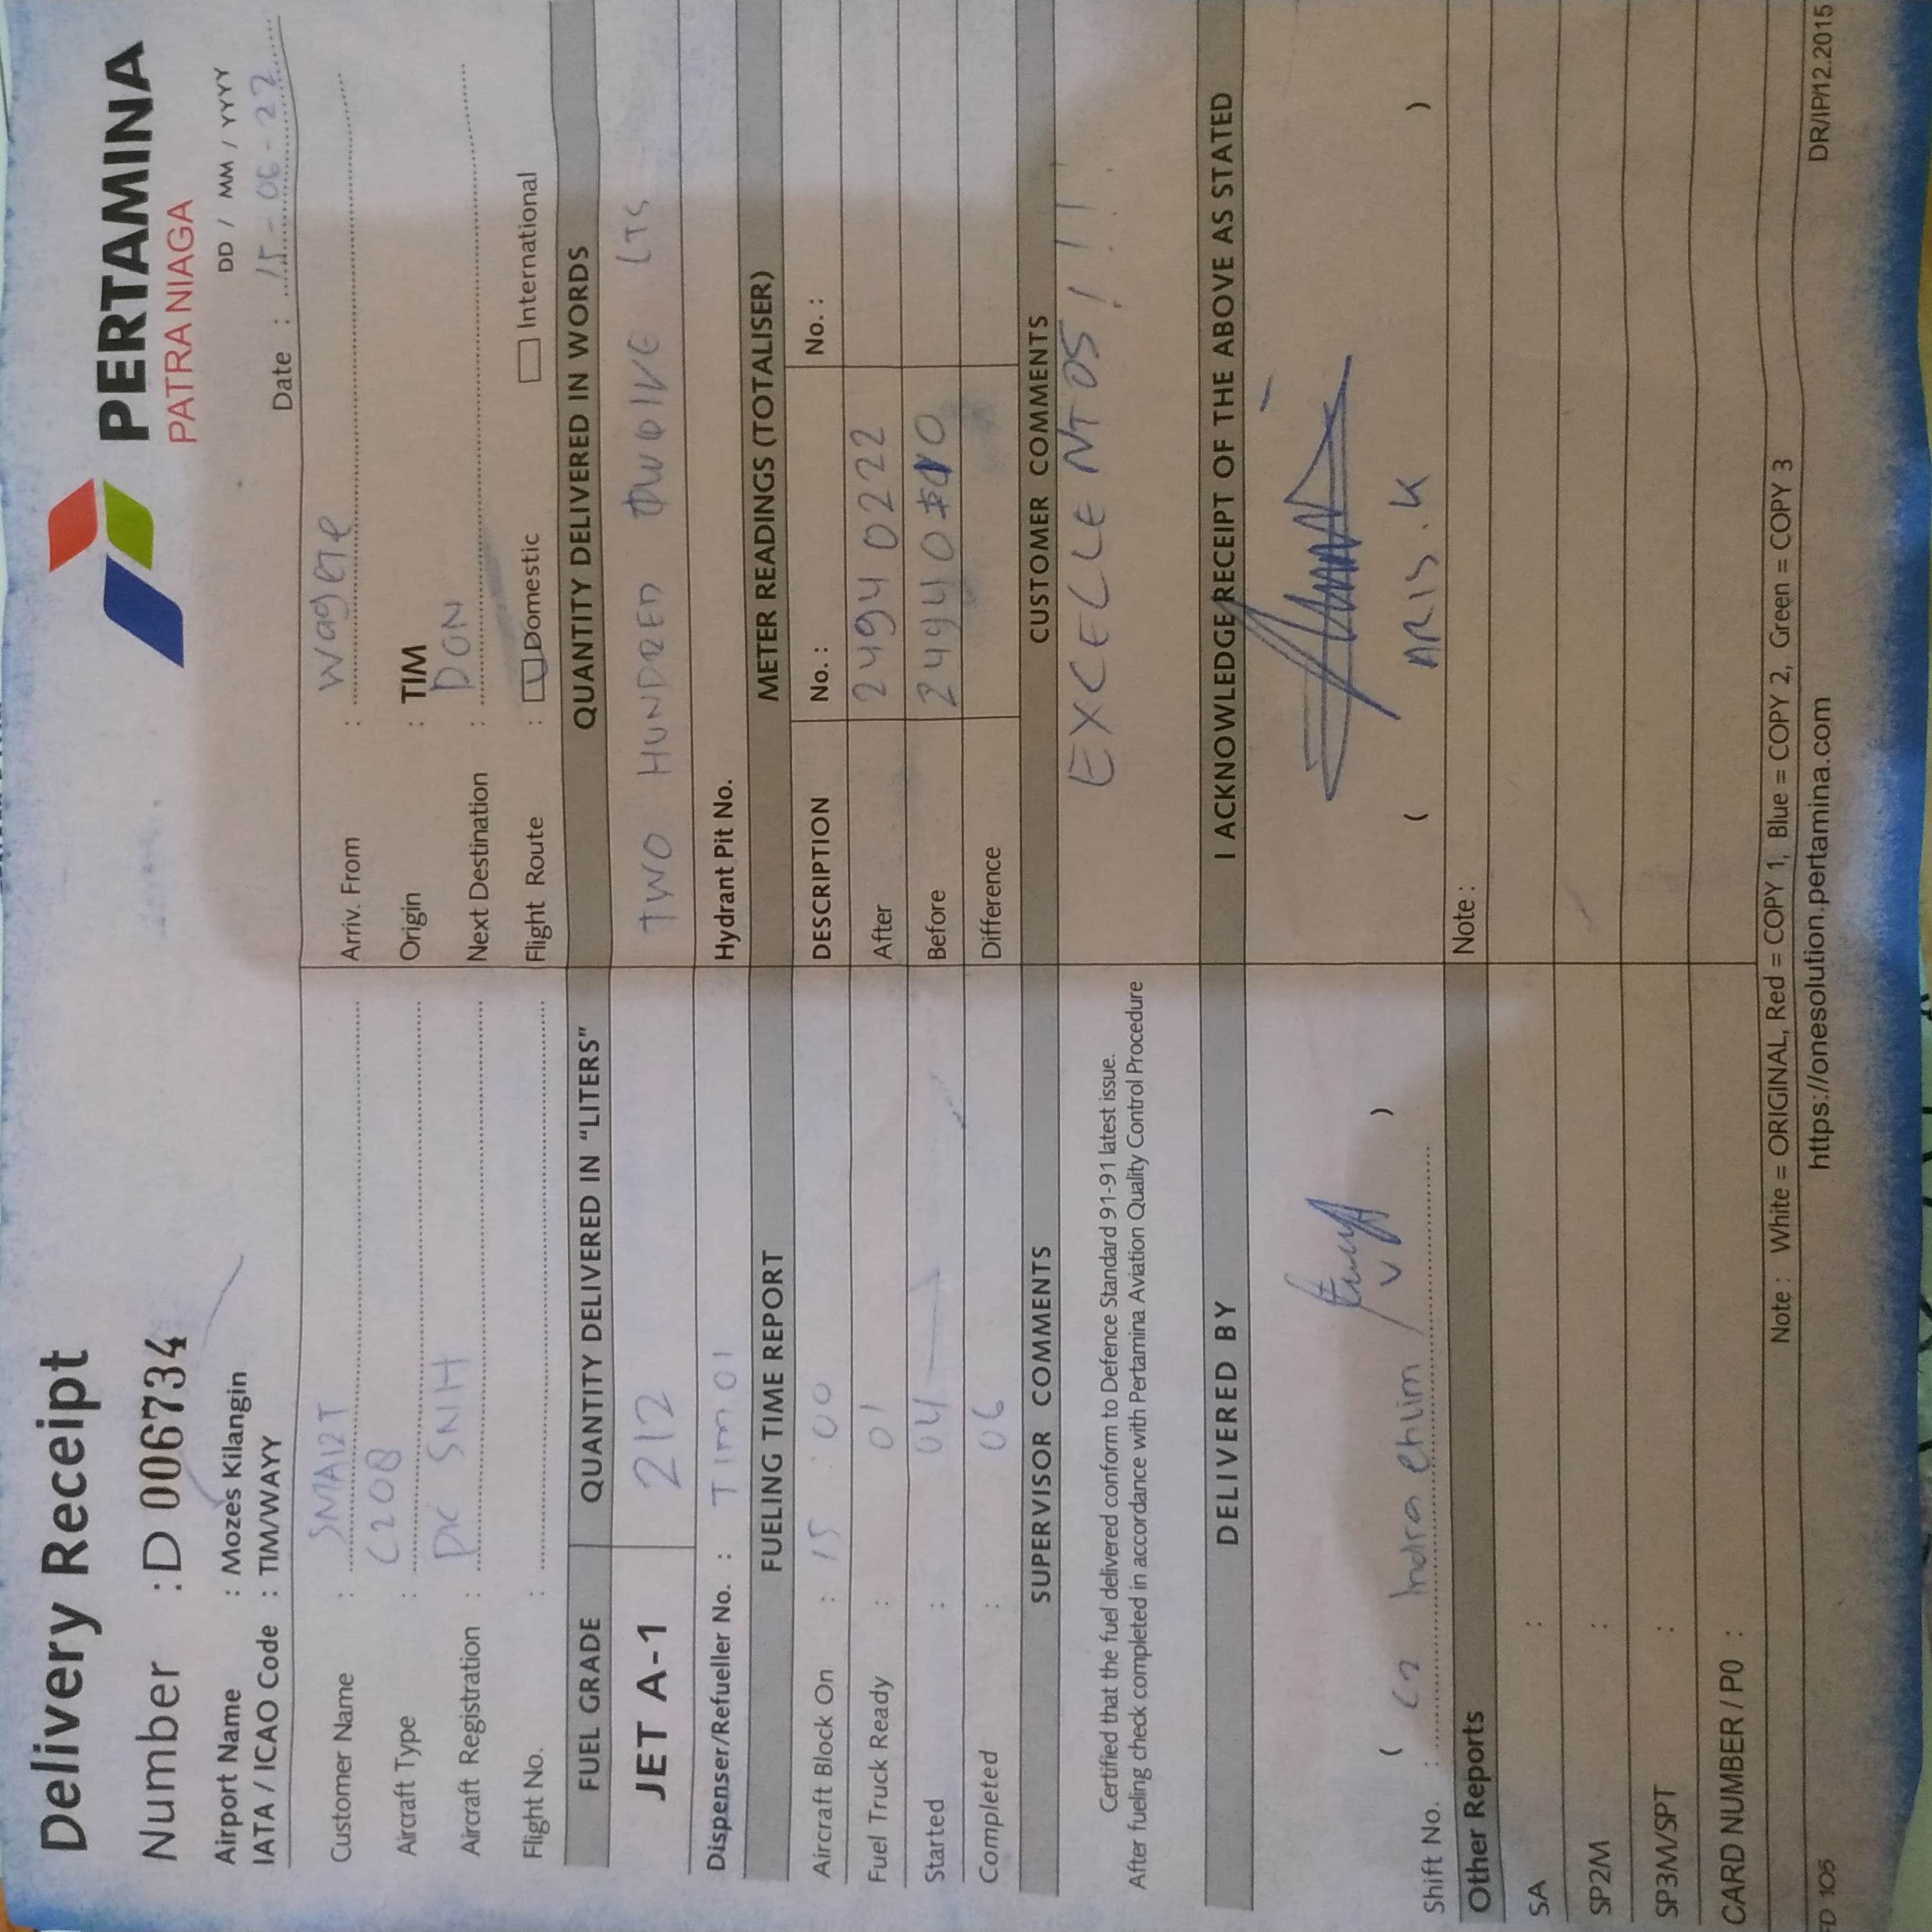 Delivery Receipt
PERTAMINA
PATRA NIAGA
Number : D 006734
DD / MM / YYYY
Airport Name : Mozes Kilangin
IATA / ICAO Code : TIM/WAYY
Date : 15-06-22
Customer Name : SMART
Arriv. From :
Aircraft Type : C208
Origin : TIM
Aircraft Registration : PK SNH
Next Destination : DON
Flight No. :
Flight Route : Domestic International
FUEL GRADE QUANTITY DELIVERED IN "LITERS" QUANTITY DELIVERED IN WORDS
JET A-1 212 TWO HUNDRED TWOLVE LTS
Dispenser/Refueller No. : Tim 01 Hydrant Pit No.
FUELING TIME REPORT METER READINGS (TOTALISER)
Aircraft Block On : 15 : 00 DESCRIPTION No. : No. :
Fuel Truck Ready : 01 After 24940222
Started : 04 Before
Completed : 06 Difference
SUPERVISOR COMMENTS CUSTOMER COMMENTS
Certified that the fuel delivered conform to Defence Standard 91-91 latest issue.
After fueling check completed in accordance with Pertamina Aviation Quality Control Procedure
EXCELLENTOS!!!
DELIVERED BY I ACKNOWLEDGE RECEIPT OF THE ABOVE AS STATED
( )
( ARIS.K )
Shift No. : Indra
Other Reports Note :
SA :
SP2M :
SP3M/SPT :
CARD NUMBER / P0 :
Note : White = ORIGINAL, Red = COPY 1, Blue = COPY 2, Green = COPY 3
FD 105 https://onesolution.pertamina.com DR/IP/12.2015